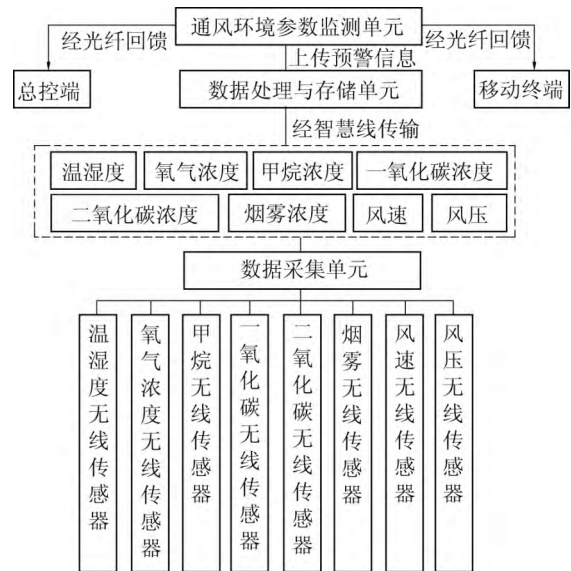 通风环境参数监测单元
经光纤回馈
经光纤回馈
上传预警信息
总控端
数据处理与存储单元
移动终端
经智慧线传输
温湿度 氧气浓度 甲烷浓度 一氧化碳浓度
二氧化碳浓度 烟雾浓度 风速 风压
数据采集单元
温湿度无线传感器
氧气浓度无线传感器
甲烷无线传感器
一氧化碳无线传感器
二氧化碳无线传感器
烟雾无线传感器
风速无线传感器
风压无线传感器